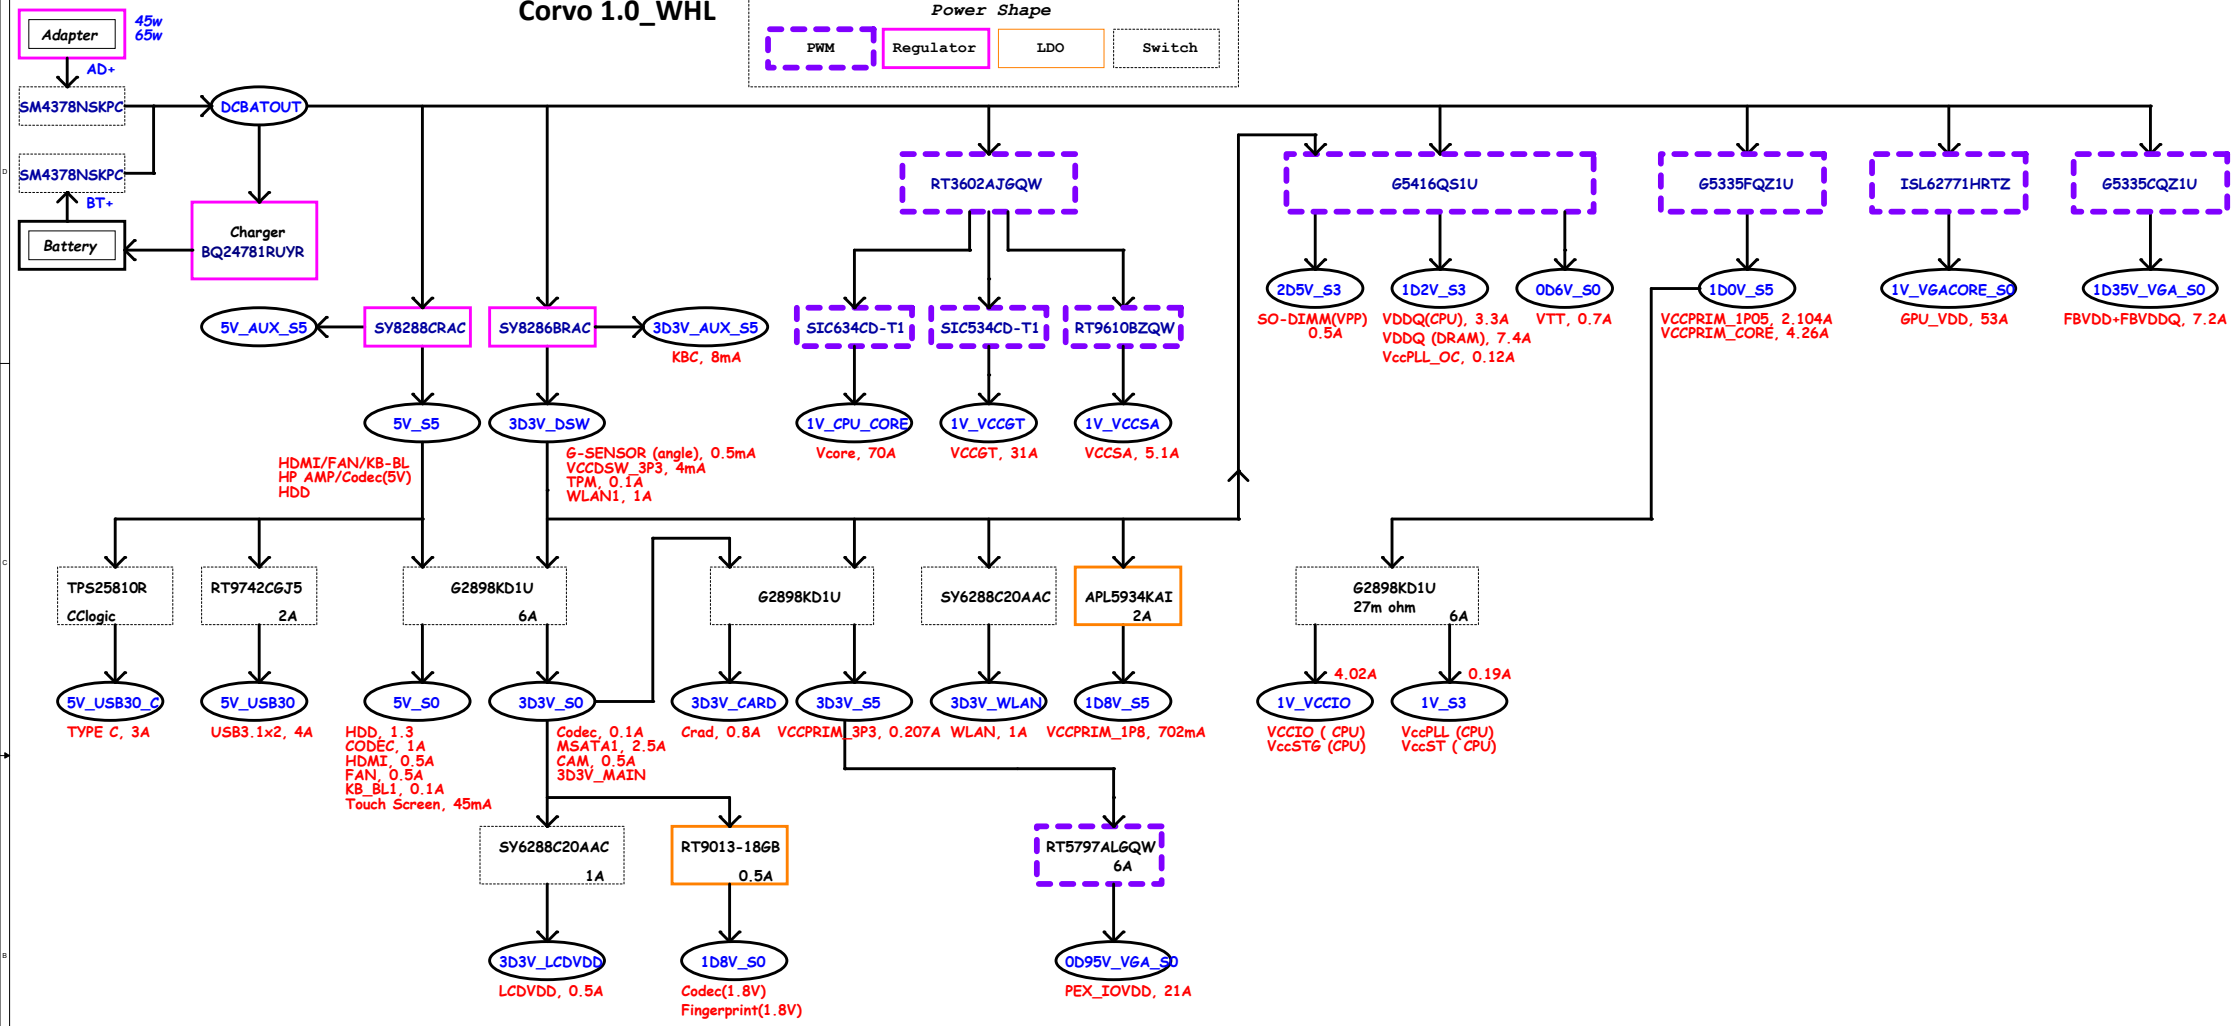 Corvo 1.0_WHL
Power Shape
PWM
Regulator
LDO
Switch
Adapter
45w
65w
AD+
SM4378NSKPC
DCBATOUT
SM4378NSKPC
BT+
Battery
Charger
BQ24781RUYR
RT3602AJGQW
G5416QS1U
G5335FQZ1U
ISL62771HRTZ
G5335CQZ1U
D
5V_AUX_S5
SY8288CRAC
SY8286BRAC
3D3V_AUX_S5
KBC, 8mA
SIC634CD-T1
SIC534CD-T1
RT9610BZQW
2D5V_S3
SO-DIMM(VPP)
0.5A
1D2V_S3
VDDQ(CPU), 3.3A
VDDQ (DRAM), 7.4A
VccPLL_OC, 0.12A
0D6V_S0
VTT, 0.7A
1D0V_S5
VCCPRIM_1P05, 2.104A
VCCPRIM_CORE, 4.26A
1V_VGACORE_S0
GPU_VDD, 53A
1D35V_VGA_S0
FBVDD+FBVDDQ, 7.2A
5V_S5
HDMI/FAN/KB-BL
HP AMP/Codec(5V)
HDD
3D3V_DSW
G-SENSOR (angle), 0.5mA
VCCDSW_3P3, 4mA
TPM, 0.1A
WLAN1, 1A
1V_CPU_CORE
Vcore, 70A
1V_VCCGT
VCCGT, 31A
1V_VCCSA
VCCSA, 5.1A
C
TPS25810R
CClogic
RT9742CGJ5
2A
G2898KD1U
6A
G2898KD1U
SY6288C20AAC
APL5934KAI
2A
G2898KD1U
27m ohm
6A
5V_USB30_C
TYPE C, 3A
5V_USB30
USB3.1x2, 4A
5V_S0
HDD, 1.3
CODEC, 1A
HDMI, 0.5A
FAN, 0.5A
KB_BL1, 0.1A
Touch Screen, 45mA
3D3V_S0
Codec, 0.1A
MSATA1, 2.5A
CAM, 0.5A
3D3V_MAIN
3D3V_CARD
Crad, 0.8A
3D3V_S5
VCCPRIM_3P3, 0.207A
3D3V_WLAN
WLAN, 1A
1D8V_S5
VCCPRIM_1P8, 702mA
4.02A
1V_VCCIO
VCCIO ( CPU)
VccSTG (CPU)
0.19A
1V_S3
VccPLL (CPU)
VccST ( CPU)
SY6288C20AAC
1A
RT9013-18GB
0.5A
RT5797ALGQW
6A
B
3D3V_LCDVDD
LCDVDD, 0.5A
1D8V_S0
Codec(1.8V)
Fingerprint(1.8V)
0D95V_VGA_S0
PEX_IOVDD, 21A